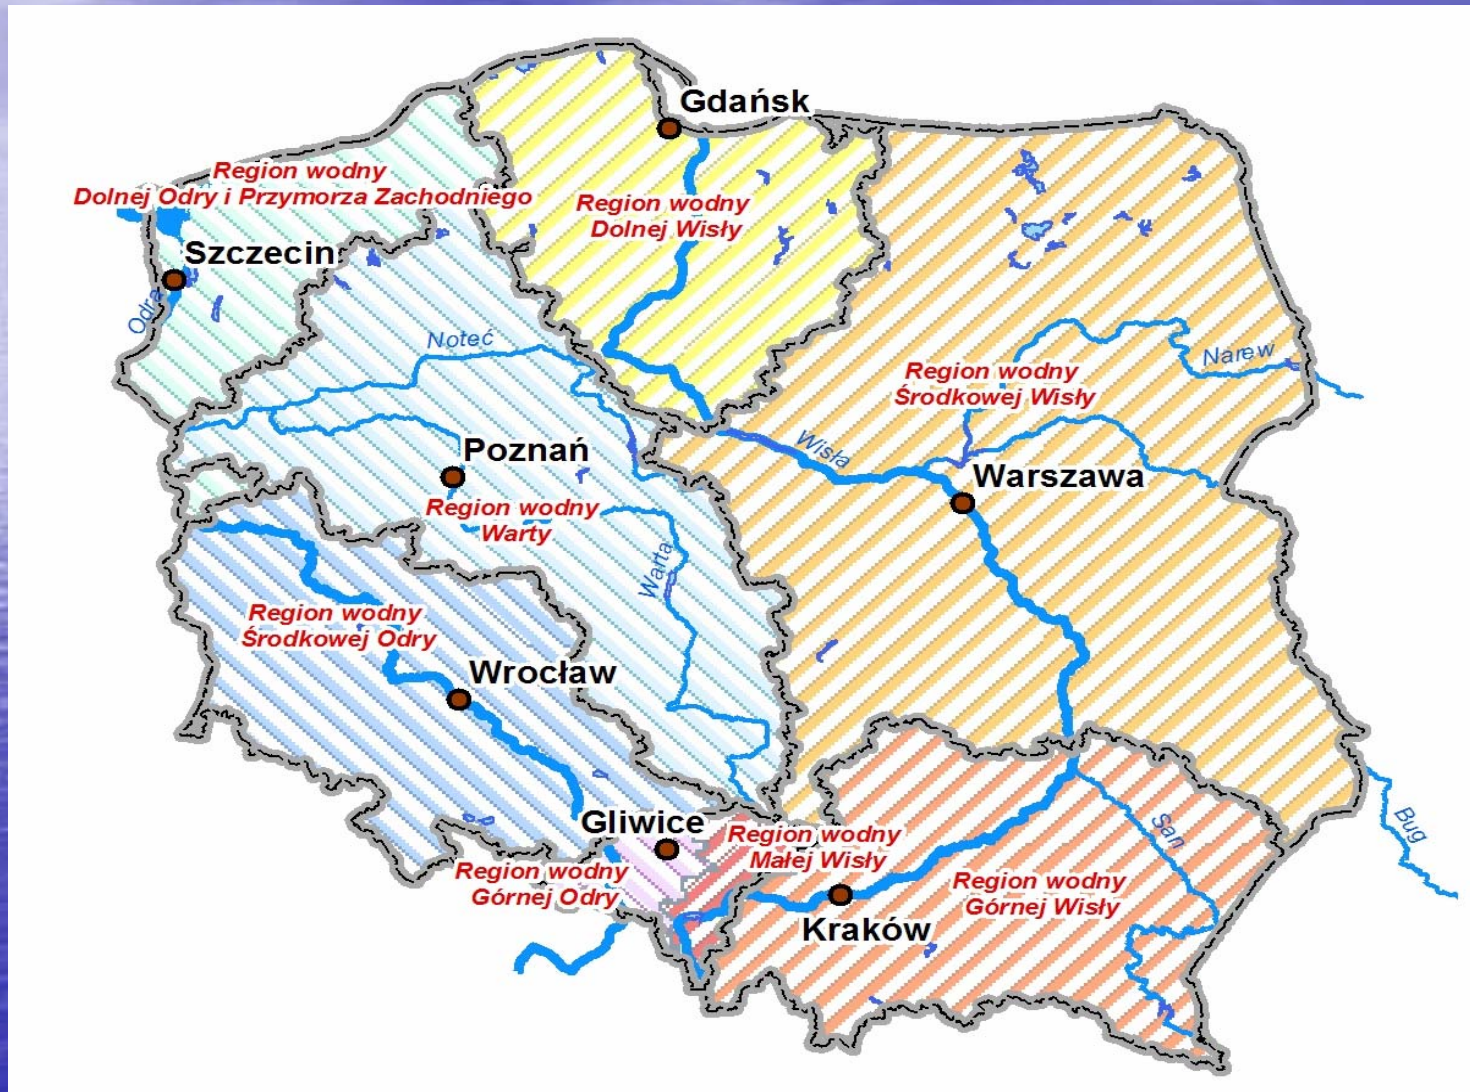 Gdańsk
Region wodny
Dolnej Odry i Przymorza Zachodniego
Region wodny
Dolnej Wisły
Szczecin
Odra
Noteć
Narew
Region wodny
Środkowej Wisły
Wisła
Poznań
Warszawa
Region wodny
Warty
Warta
Region wodny
Środkowej Odry
Wrocław
Gliwice
Region wodny
Małej Wisły
San
Bug
Region wodny
Górnej Odry
Region wodny
Górnej Wisły
Kraków